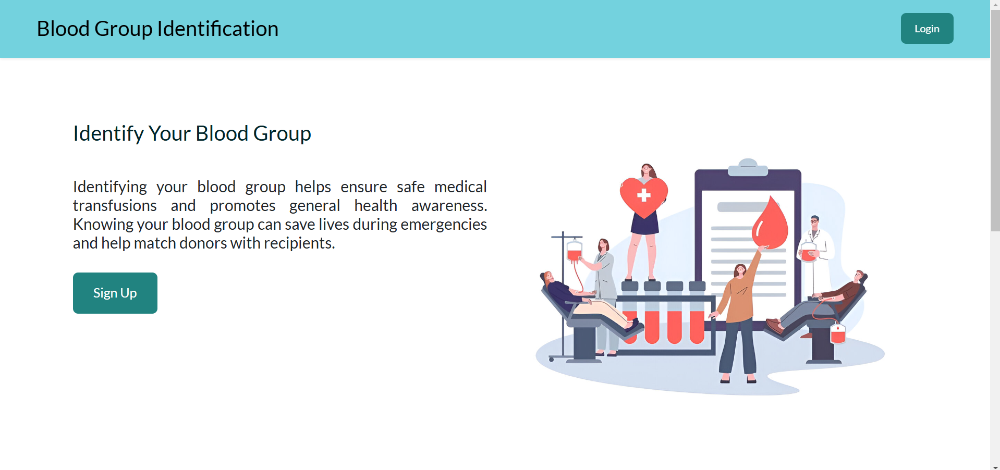 Blood Group Identification
Login
Identify Your Blood Group
Identifying your blood group helps ensure safe medical
transfusions and promotes general health awareness.
Knowing your blood group can save lives during emergencies
and help match donors with recipients.
Sign Up